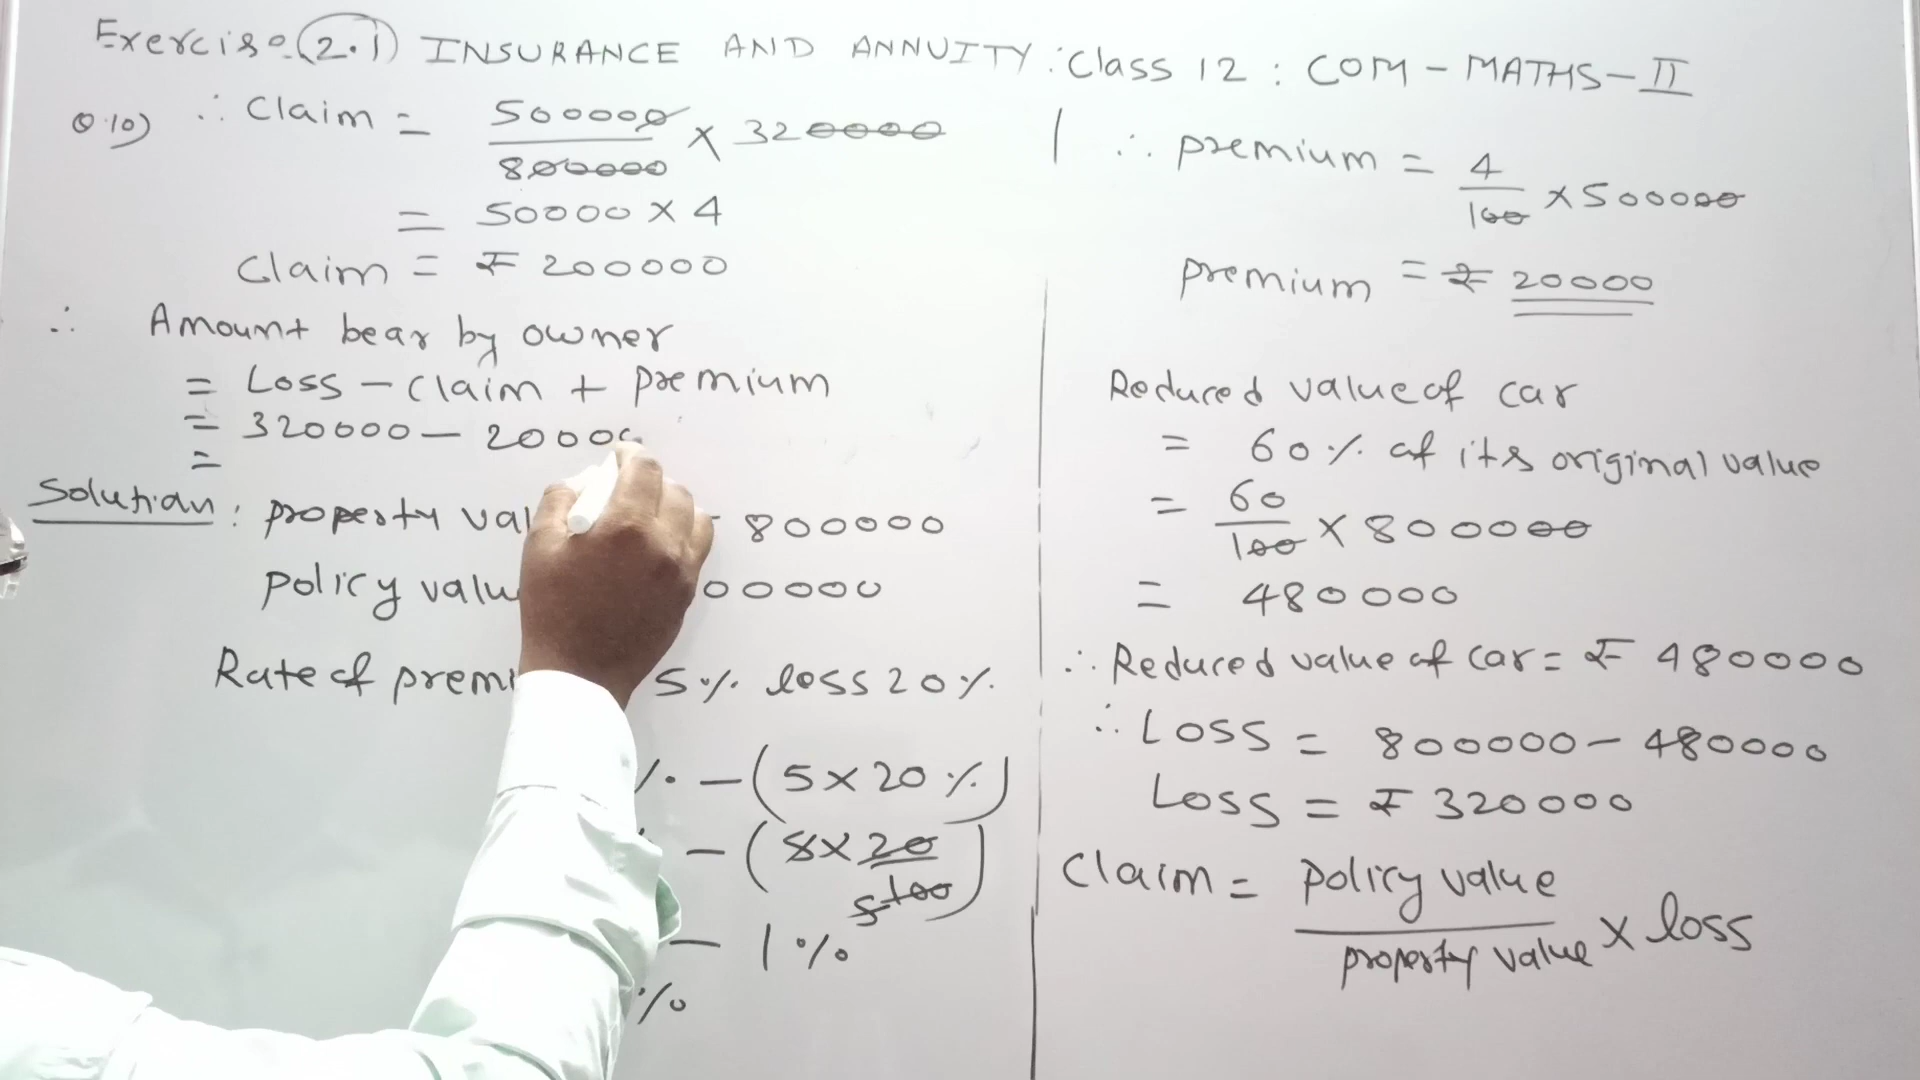 Exercise (2.1) INSURANCE AND ANNUITY : Class 12 : COM - MATHS - II
Q.10) ∴ Claim = 500000/800000 × 320000
= 50000 × 4
Claim = ₹ 200000
∴ Amount bear by owner
= Loss - Claim + premium
= 320000 - 2000
=
Solution : property val - 800000
policy valu 00000
Rate of premi 5% loss 20%
% - (5 × 20%)
- (5 × 20/100)
5
- 1%
%
∴ premium = 4/100 × 500000
premium = ₹ 20000
Reduced value of car
= 60% of its original value
= 60/100 × 800000
= 480000
∴ Reduced value of car = ₹ 480000
∴ Loss = 800000 - 480000
Loss = ₹ 320000
Claim = policy value/property value × loss